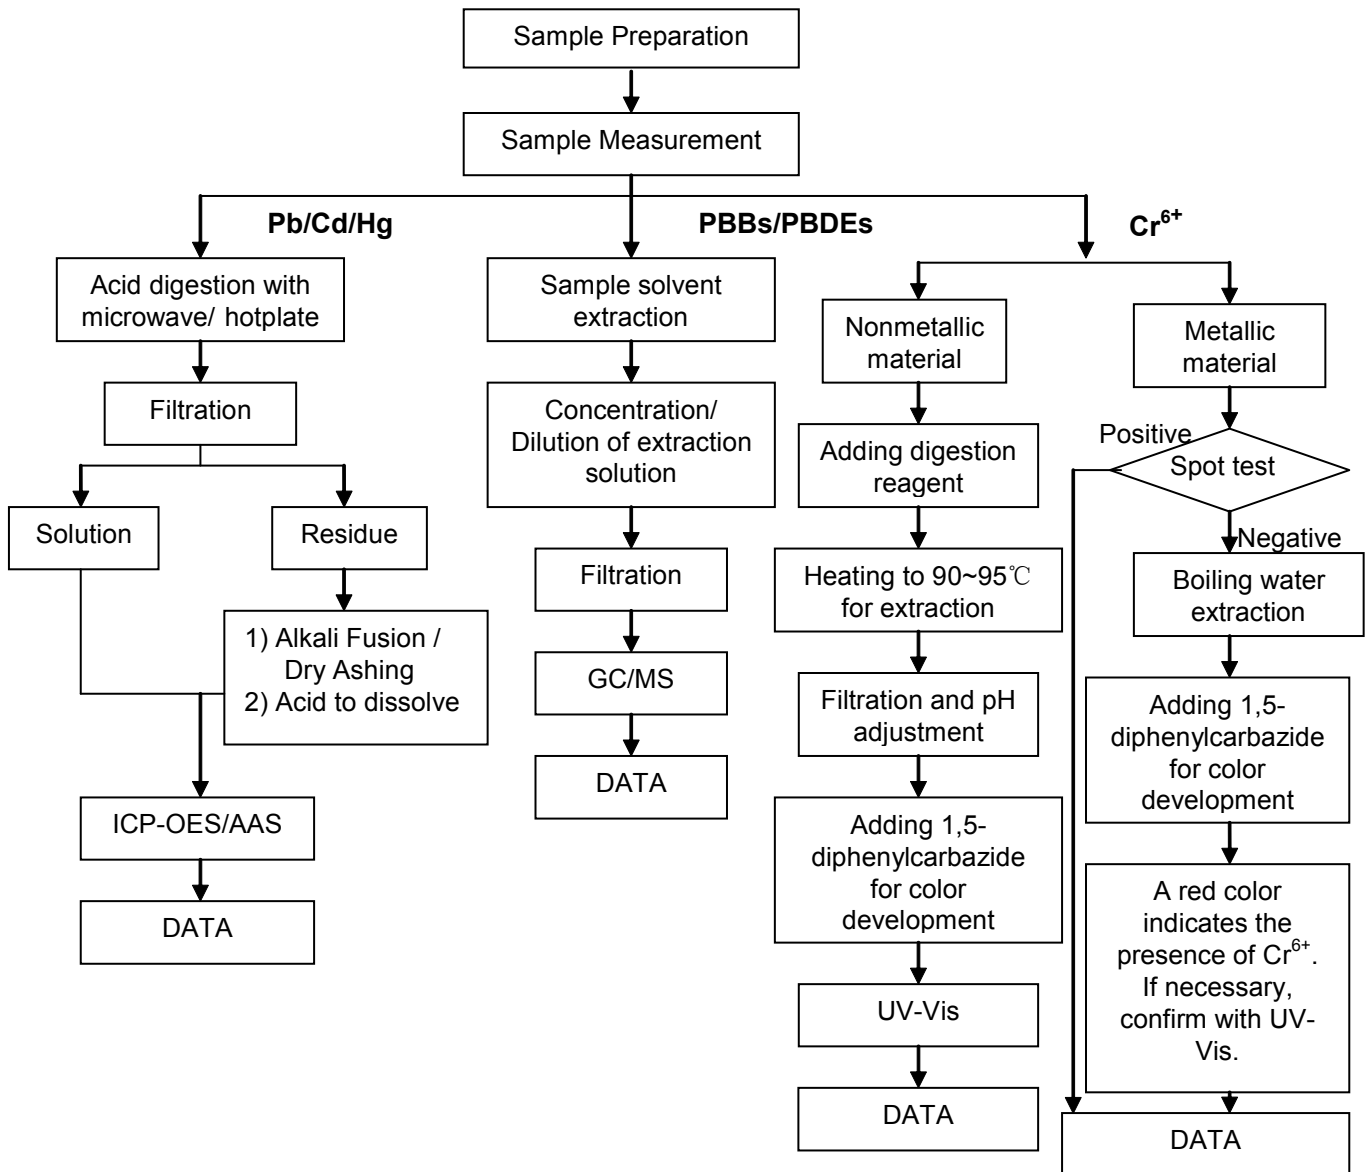 Sample Preparation
Sample Measurement
Pb/Cd/Hg
PBBs/PBDEs
Cr⁶⁺
Acid digestion with
microwave/ hotplate
Filtration
Solution
Residue
1) Alkali Fusion /
Dry Ashing
2) Acid to dissolve
ICP-OES/AAS
DATA
Sample solvent
extraction
Concentration/
Dilution of extraction
solution
Filtration
GC/MS
DATA
Nonmetallic
material
Adding digestion
reagent
Heating to 90~95℃
for extraction
Filtration and pH
adjustment
Adding 1,5-
diphenylcarbazide
for color
development
UV-Vis
DATA
Metallic
material
Positive
Spot test
Negative
Boiling water
extraction
Adding 1,5-
diphenylcarbazide
for color
development
A red color
indicates the
presence of Cr⁶⁺.
If necessary,
confirm with UV-
Vis.
DATA